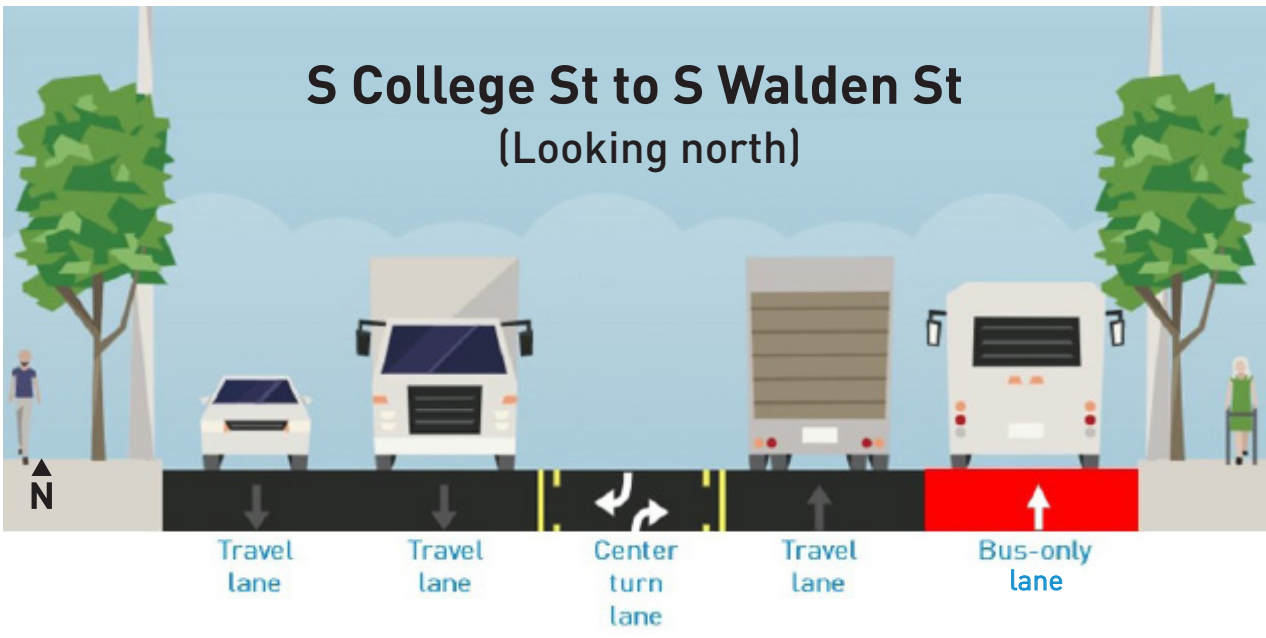 S College St to S Walden St
(Looking north)
N
Travel
lane
Travel
lane
Center
turn
lane
Travel
lane
Bus-only
lane